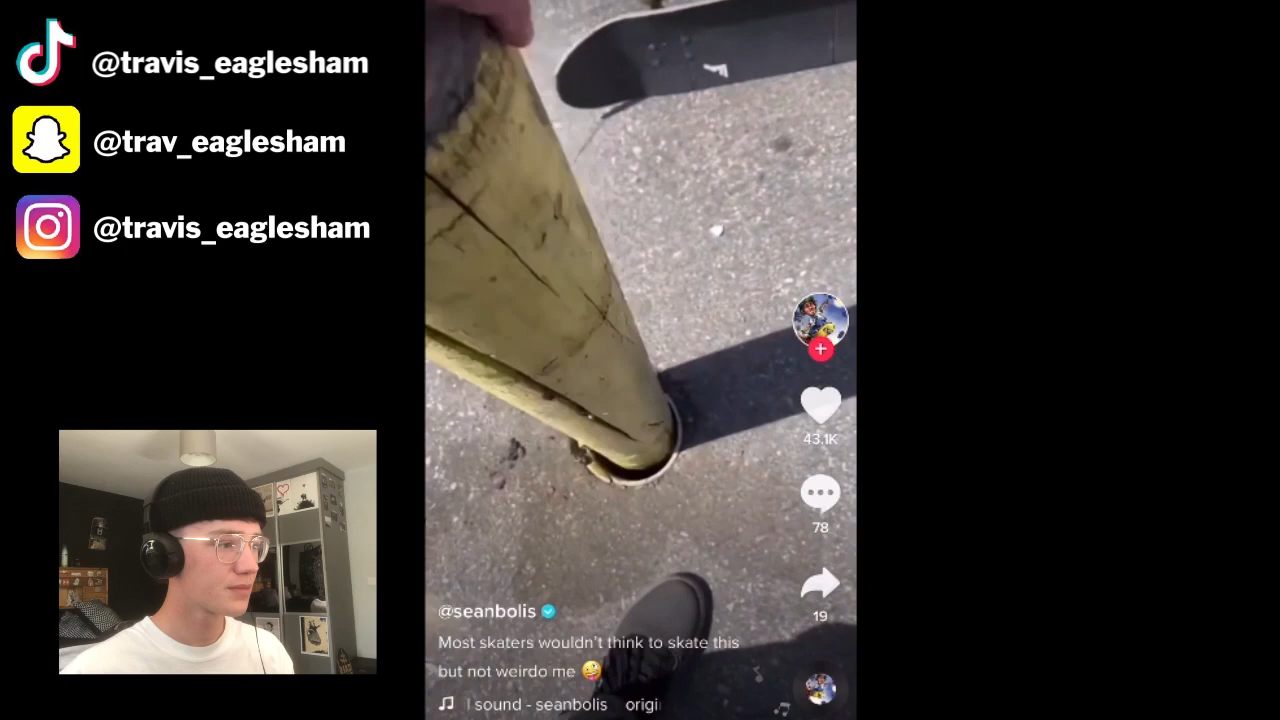 @travis_eaglesham
@trav_eaglesham
@travis_eaglesham
43.1K
78
19
@seanbolis
Most skaters wouldn't think to skate this
but not weirdo me 🤪
l sound - seanbolis origi